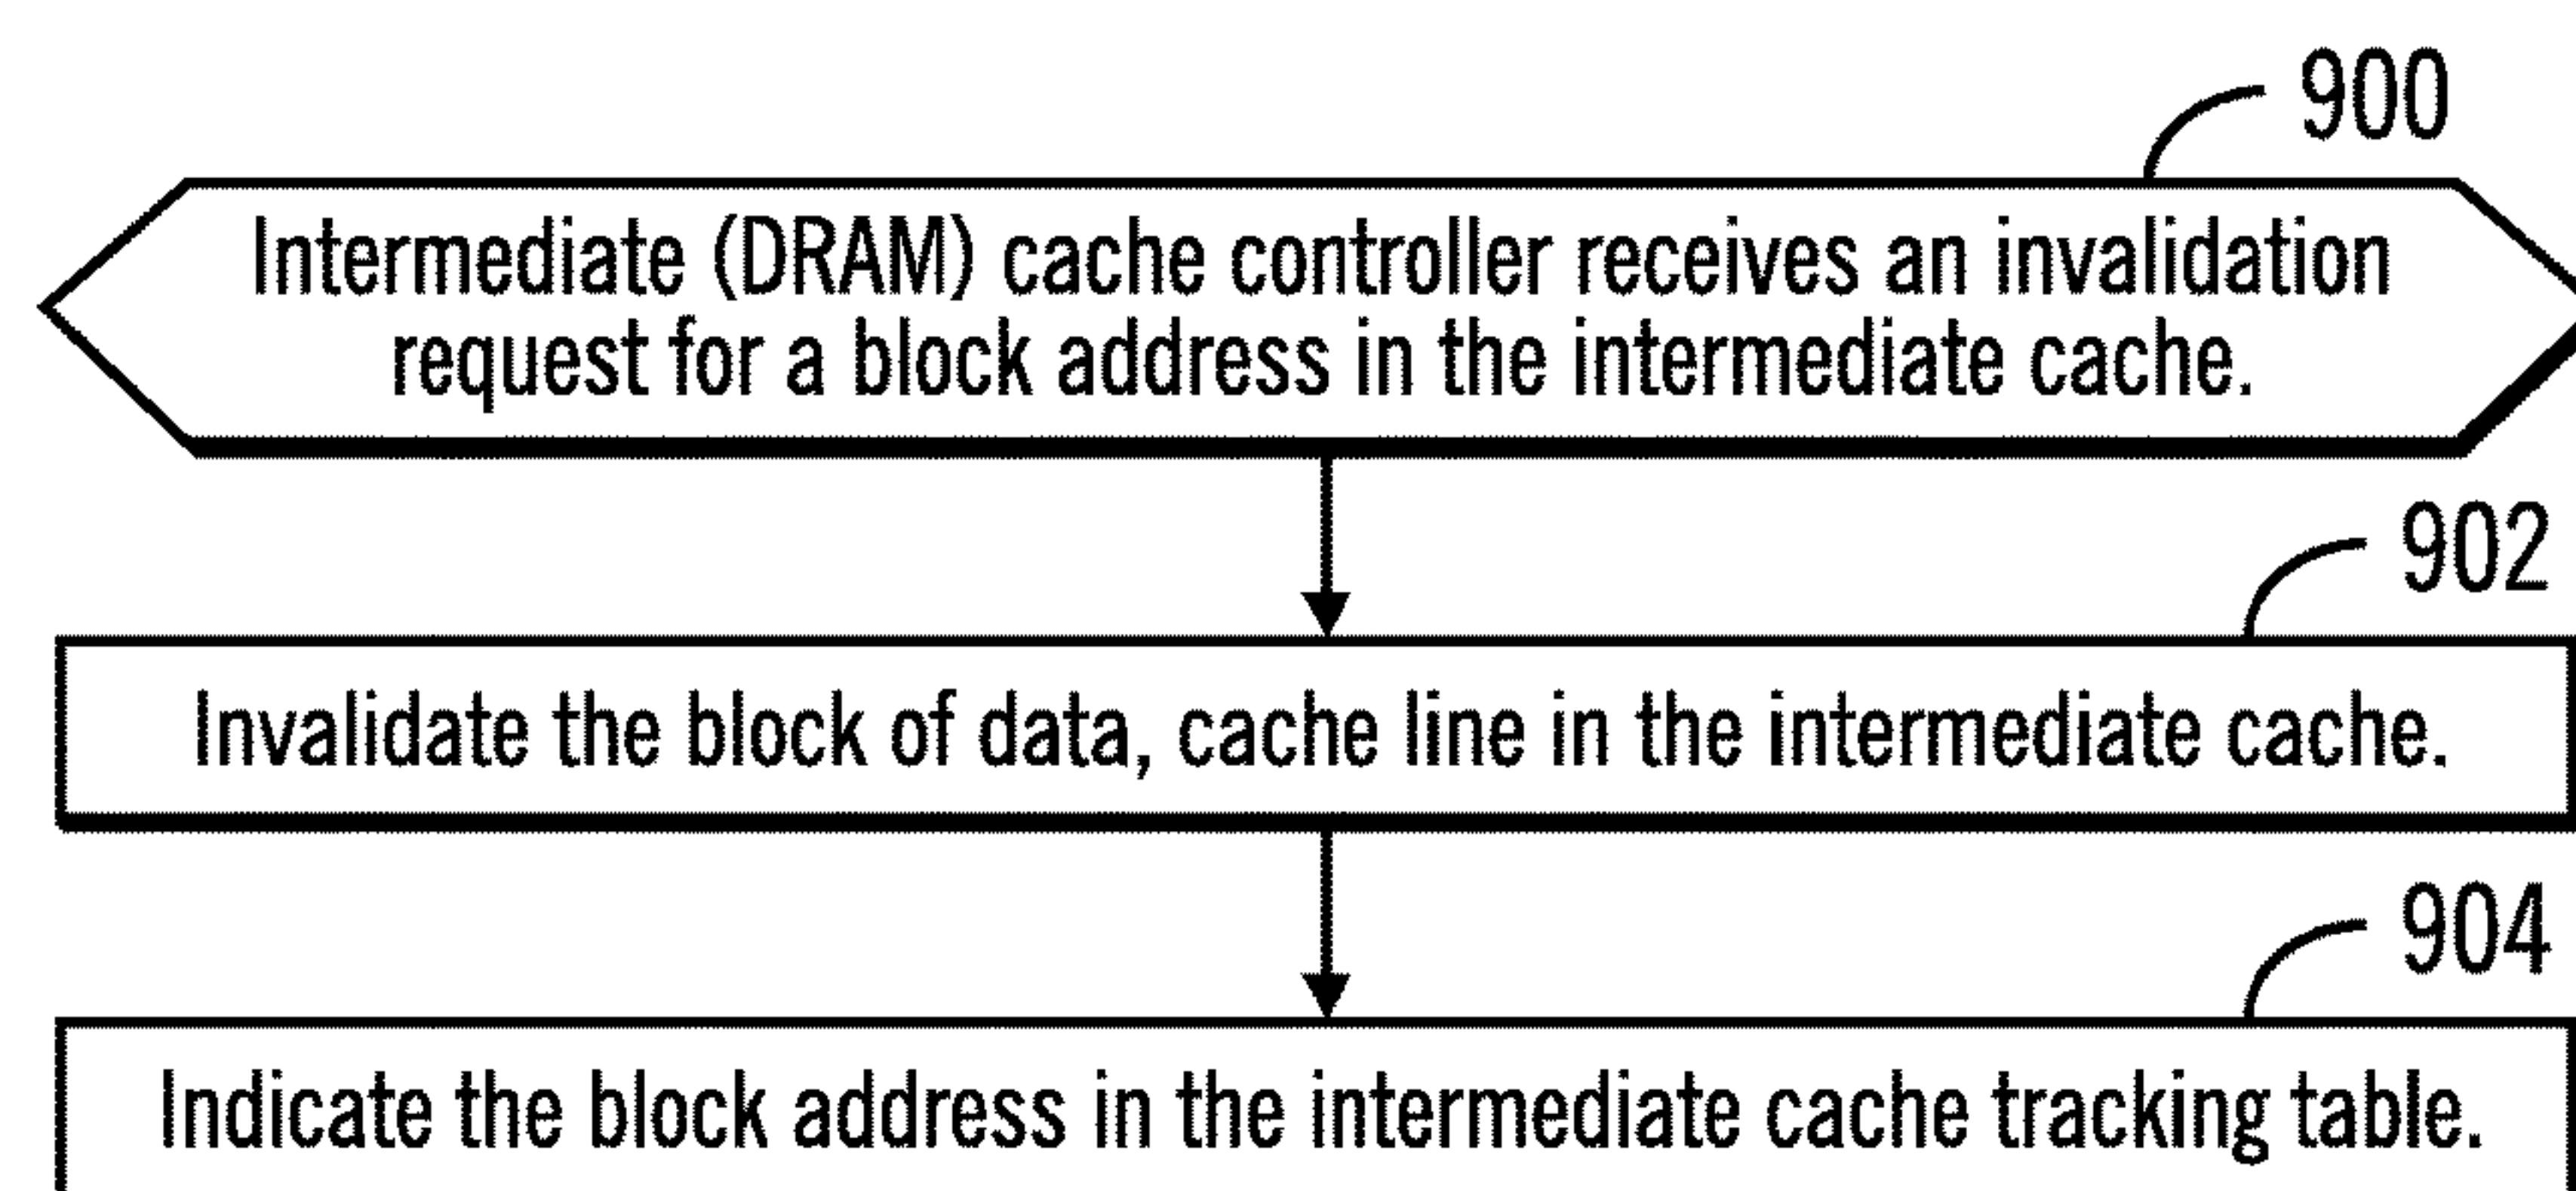 900
Intermediate (DRAM) cache controller receives an invalidation
request for a block address in the intermediate cache.
902
Invalidate the block of data, cache line in the intermediate cache.
904
Indicate the block address in the intermediate cache tracking table.